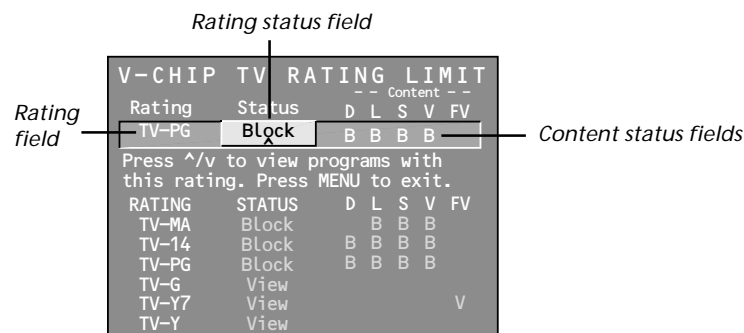 Rating status field
V-CHIP TV RATING LIMIT
-- Content --
Rating Status D L S V FV
Rating field
TV-PG Block B B B B
^
Content status fields
Press ^/v to view programs with
this rating. Press MENU to exit.
RATING STATUS D L S V FV
TV-MA Block B B B
TV-14 Block B B B B
TV-PG Block B B B B
TV-G View
TV-Y7 View V
TV-Y View